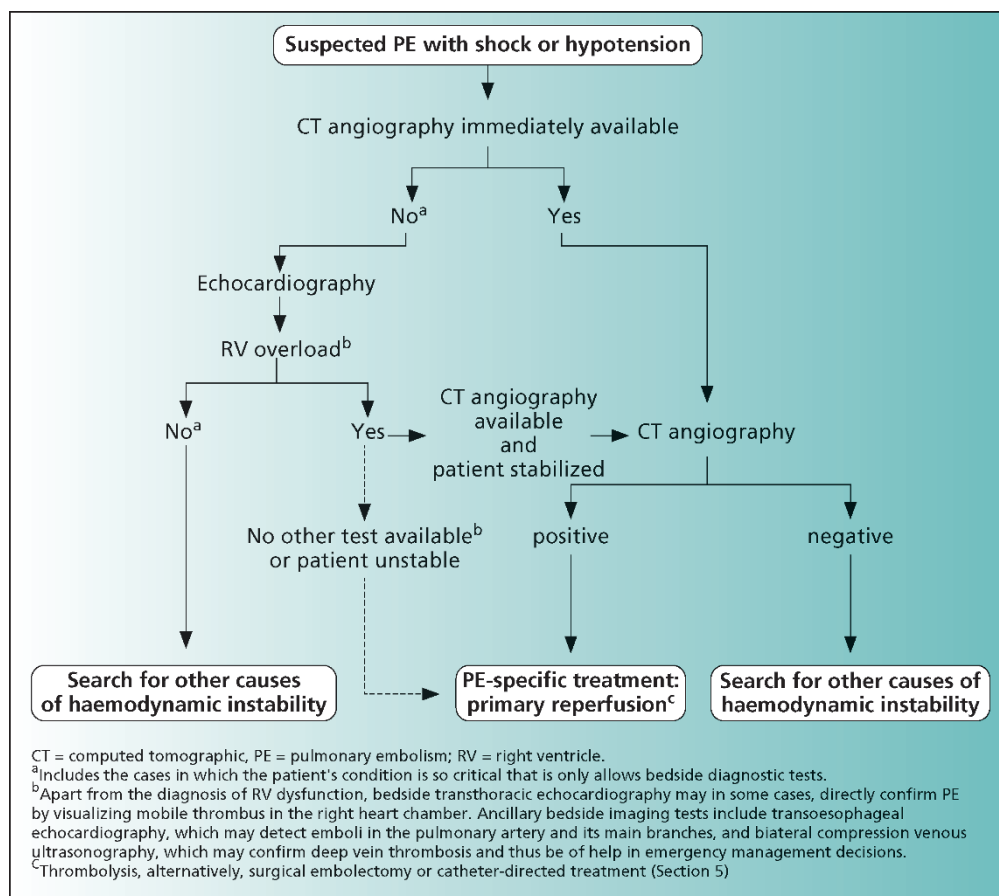 Suspected PE with shock or hypotension
CT angiography immediately available
Noᵃ
Yes
Echocardiography
RV overloadᵇ
Noᵃ
Yes
CT angiography
available
and
patient stabilized
CT angiography
No other test availableᵇ
or patient unstable
positive
negative
Search for other causes
of haemodynamic instability
PE-specific treatment:
primary reperfusionᶜ
Search for other causes of
haemodynamic instability
CT = computed tomographic, PE = pulmonary embolism; RV = right ventricle.
ᵃIncludes the cases in which the patient's condition is so critical that is only allows bedside diagnostic tests.
ᵇApart from the diagnosis of RV dysfunction, bedside transthoracic echocardiography may in some cases, directly confirm PE
by visualizing mobile thrombus in the right heart chamber. Ancillary bedside imaging tests include transoesophageal
echocardiography, which may detect emboli in the pulmonary artery and its main branches, and biateral compression venous
ultrasonography, which may confirm deep vein thrombosis and thus be of help in emergency management decisions.
ᶜThrombolysis, alternatively, surgical embolectomy or catheter-directed treatment (Section 5)